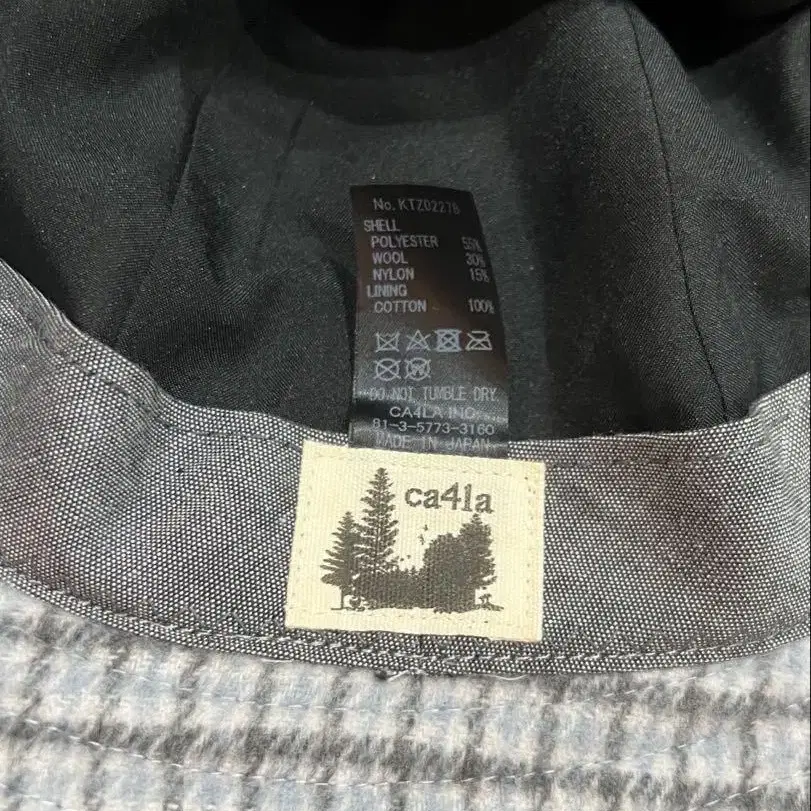 No. KTZ02276
SHELL
POLYESTER 55%
WOOL 30%
NYLON 15%
LINING
COTTON 100%
DO NOT TUMBLE DRY.
CA4LA INC.
81-3-5773-3160
MADE IN JAPAN
ca4la